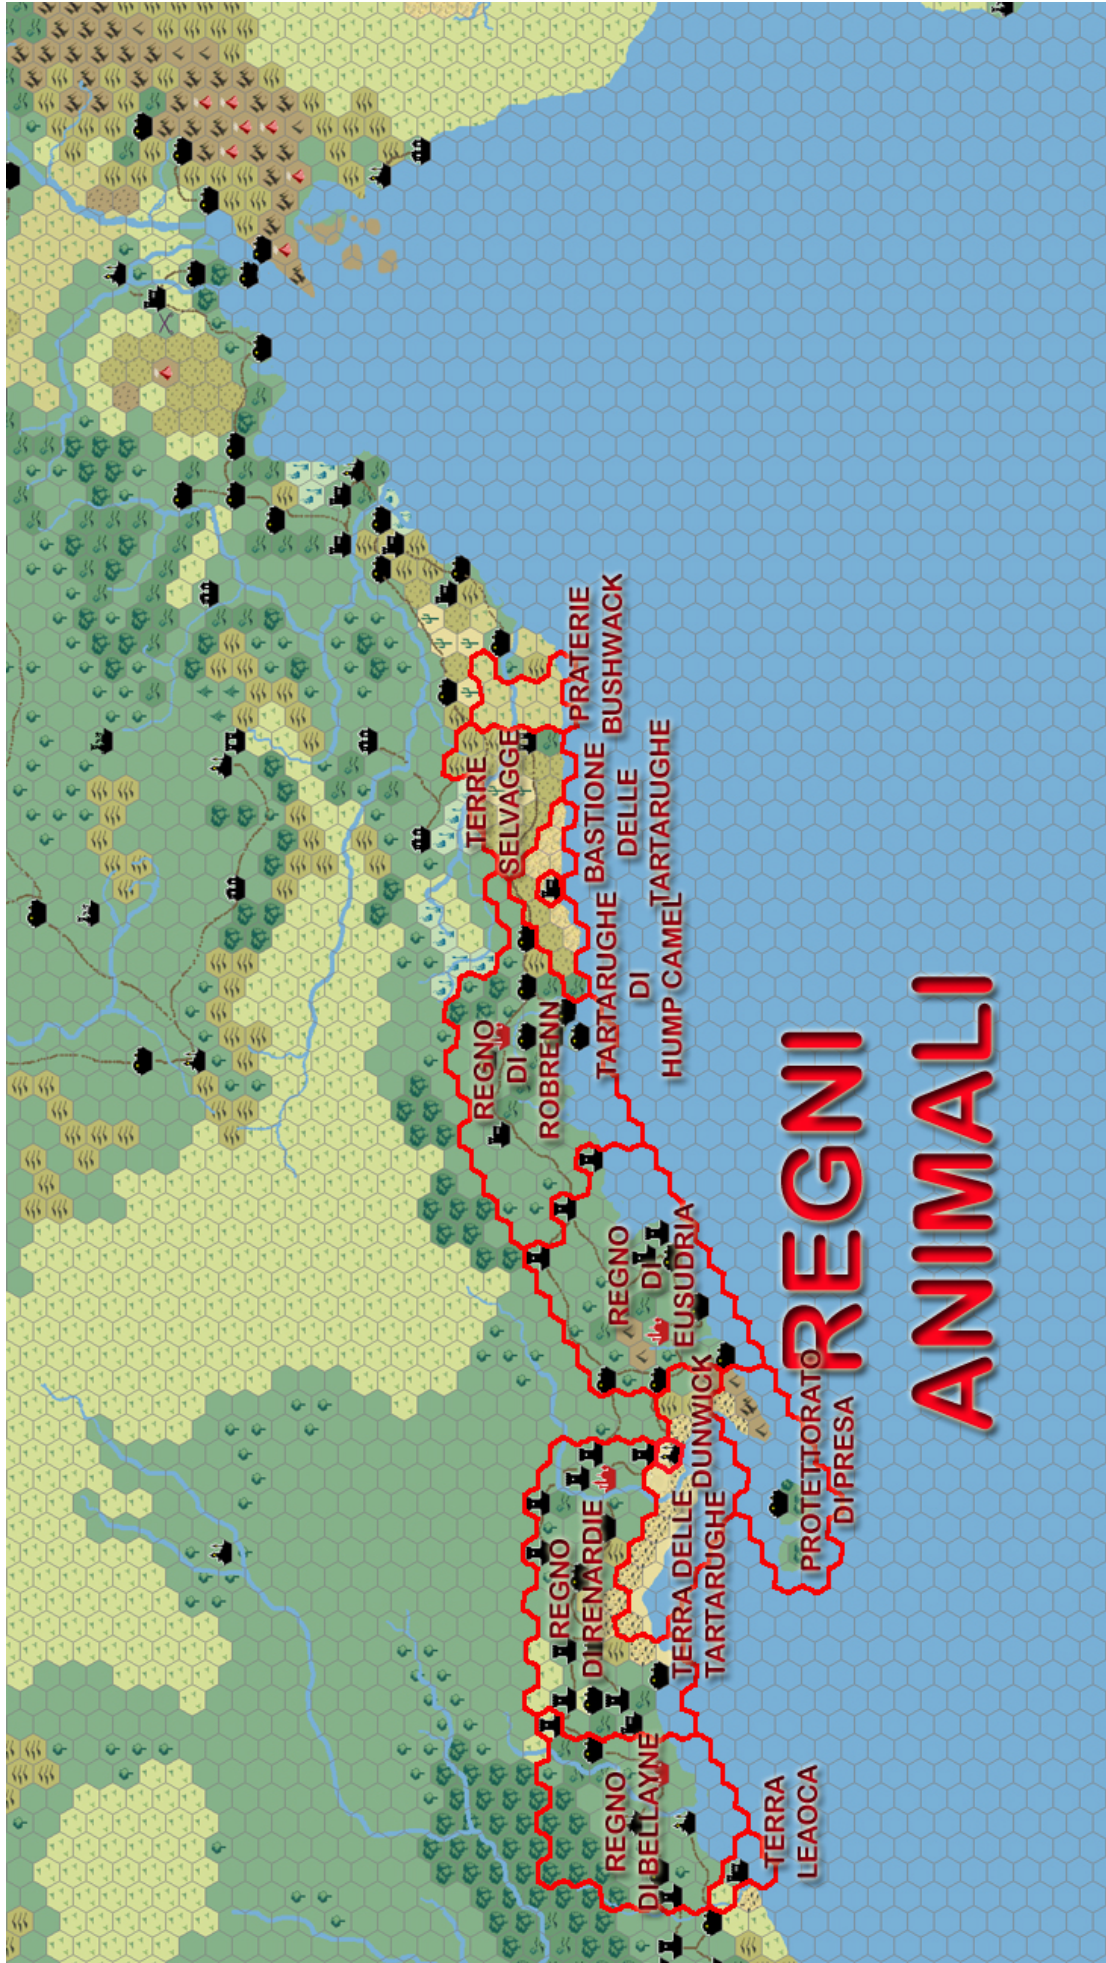 TERRE
SELVAGGE
PRATERIE
BUSHWACK
BASTIONE
DELLE
TARTARUGHE
TARTARUGHE
DI
HUMP CAMEL
REGNO
DI
ROBRENN
REGNO
DI
EUSUDRIA
REGNI
ANIMALI
PROTETTORATO
DI PRESA
DUNWICK
TERRA DELLE
TARTARUGHE
REGNO
DI RENARDIE
REGNO
DI BELLAYNE
TERRA
LEAOCA